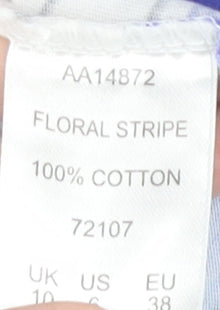 AA14872
FLORAL STRIPE
100% COTTON
72107
UK US EU
10 6 38